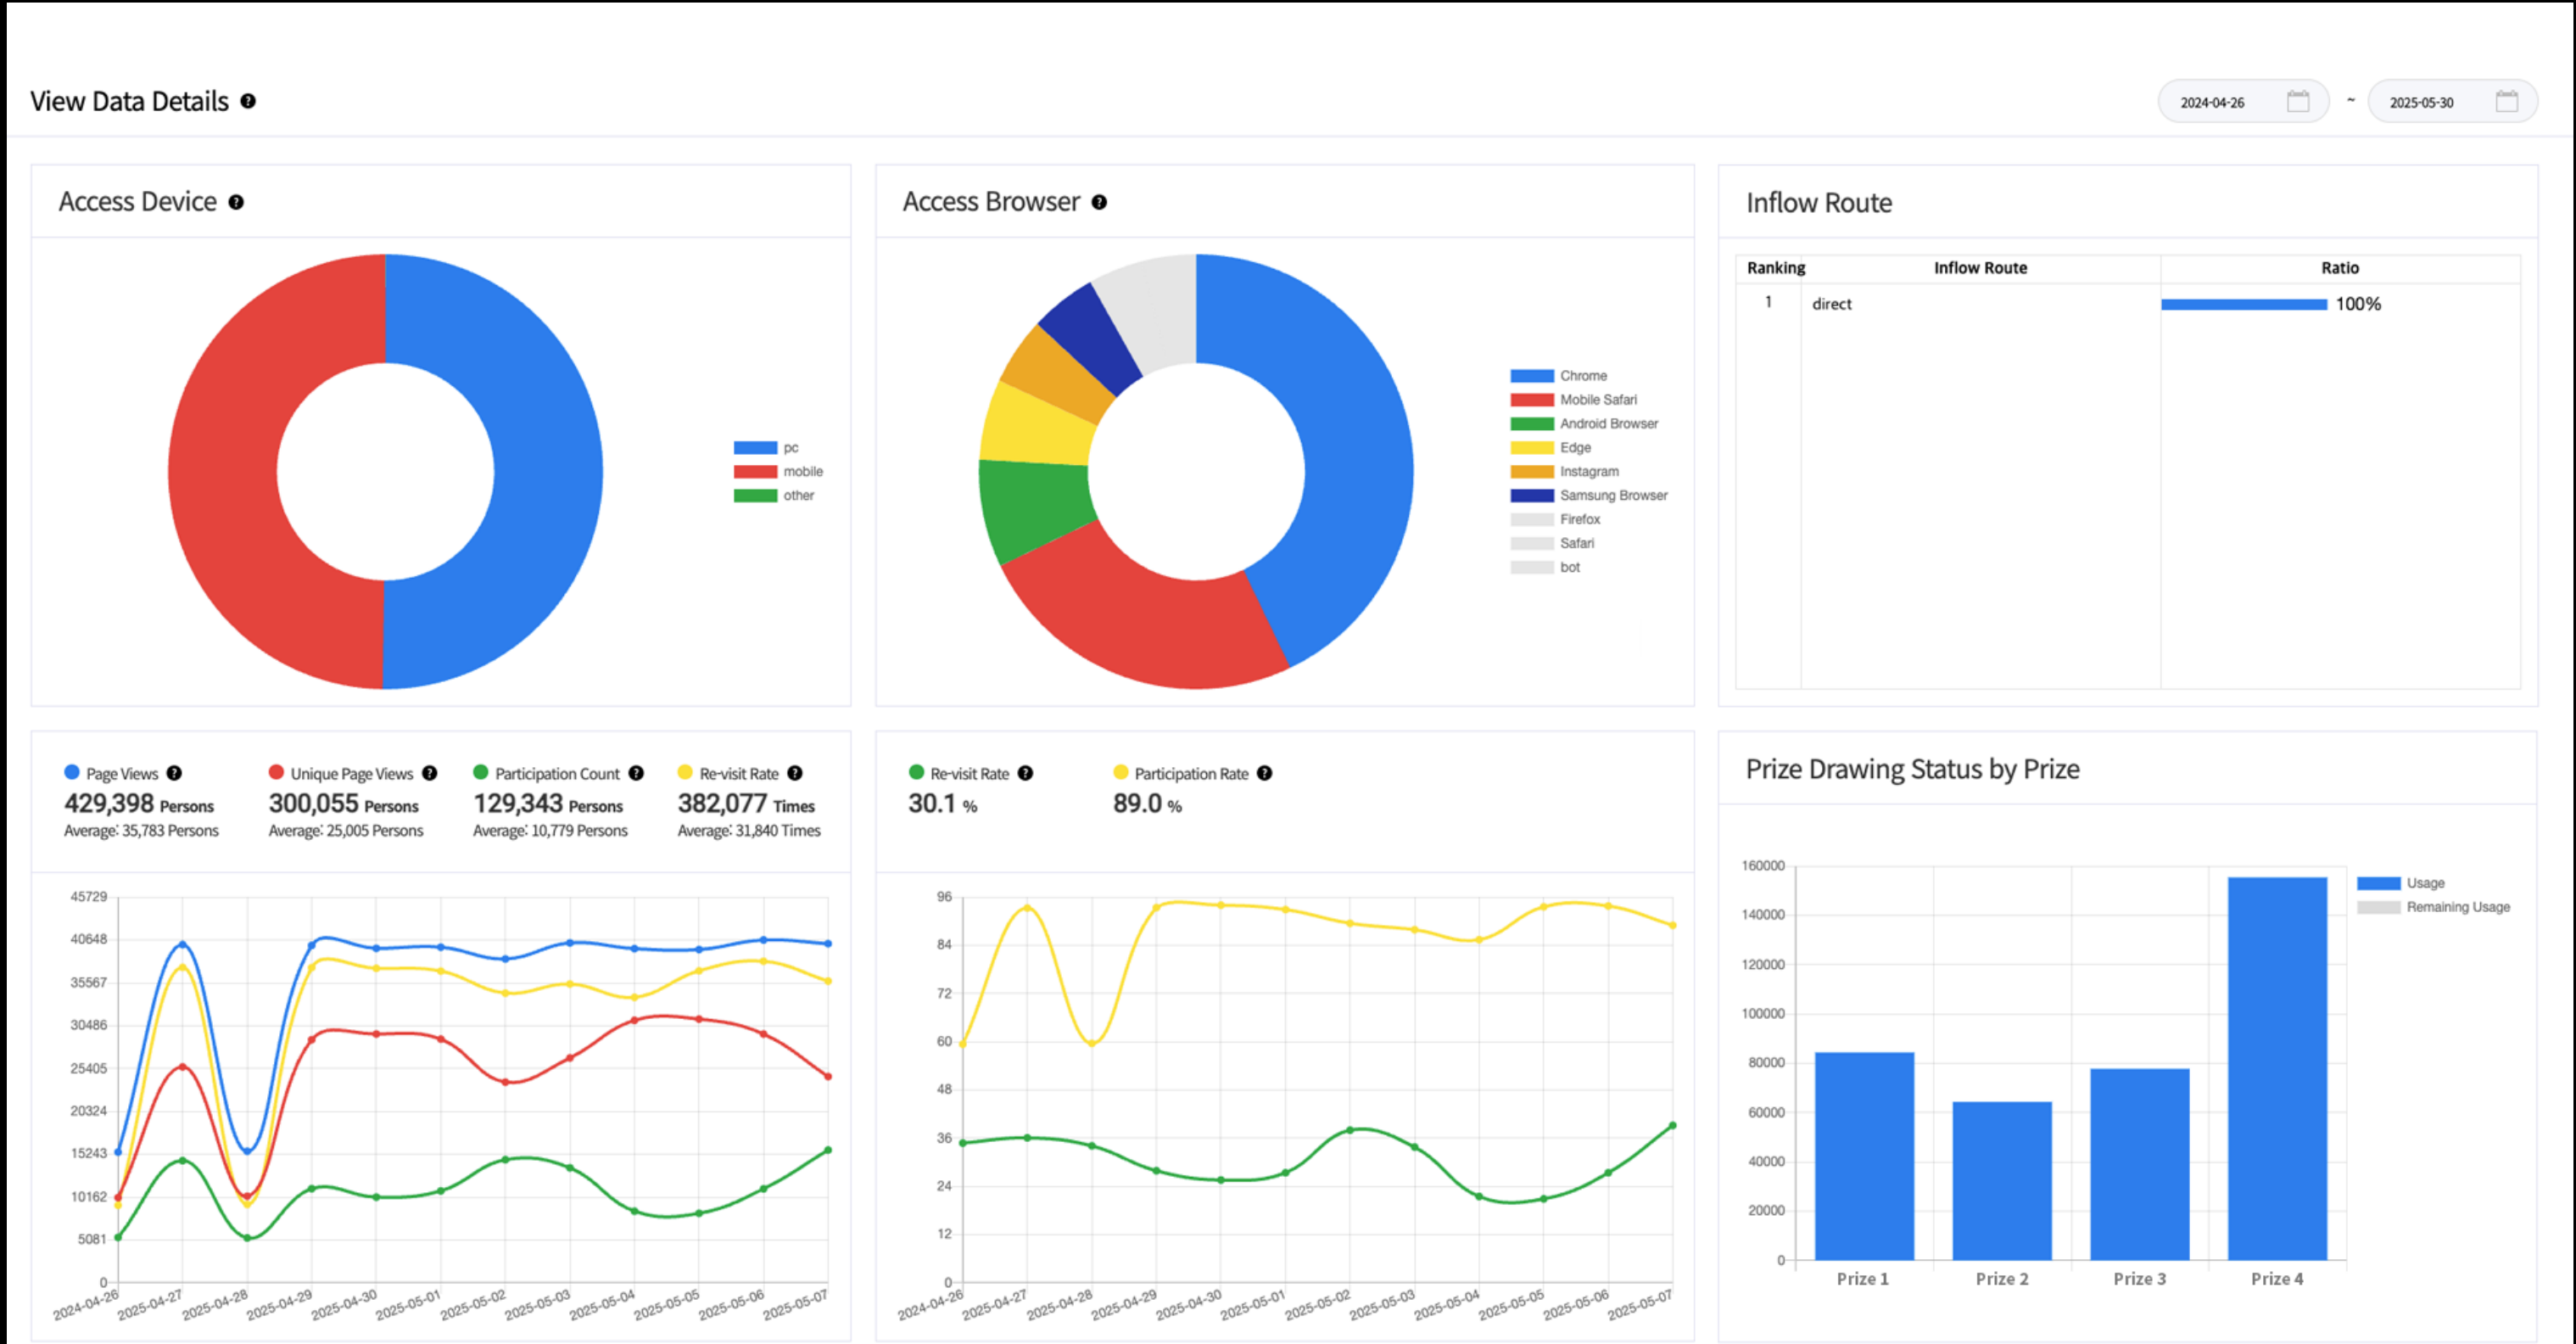 View Data Details ?
2024-04-26 ~ 2025-05-30
Access Device ?
pc
mobile
other
Access Browser ?
Chrome
Mobile Safari
Android Browser
Edge
Instagram
Samsung Browser
Firefox
Safari
bot
Inflow Route
Ranking Inflow Route Ratio
1 direct 100%
Page Views ? Unique Page Views ? Participation Count ? Re-visit Rate ?
429,398 Persons 300,055 Persons 129,343 Persons 382,077 Times
Average: 35,783 Persons Average: 25,005 Persons Average: 10,779 Persons Average: 31,840 Times
45729
40648
35567
30486
25405
20324
15243
10162
5081
0
2024-04-26 2025-04-27 2025-04-28 2025-04-29 2025-04-30 2025-05-01 2025-05-02 2025-05-03 2025-05-04 2025-05-05 2025-05-06 2025-05-07
Re-visit Rate ? Participation Rate ?
30.1 % 89.0 %
96
84
72
60
48
36
24
12
0
2024-04-26 2025-04-27 2025-04-28 2025-04-29 2025-04-30 2025-05-01 2025-05-02 2025-05-03 2025-05-04 2025-05-05 2025-05-06 2025-05-07
Prize Drawing Status by Prize
160000
140000
120000
100000
80000
60000
40000
20000
0
Prize 1 Prize 2 Prize 3 Prize 4
Usage
Remaining Usage